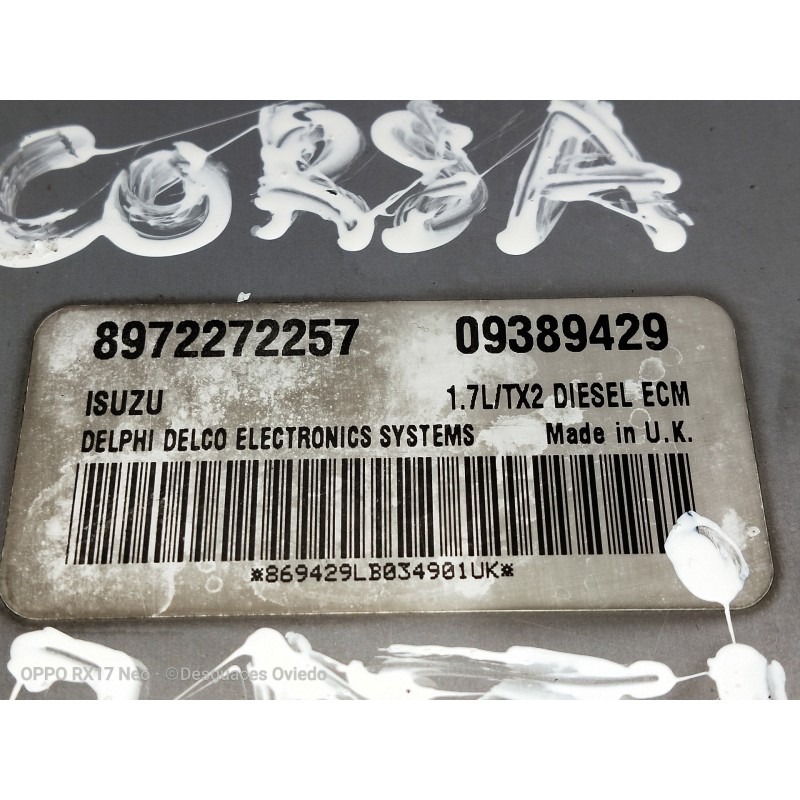 CORSA
8972272257 09389429
ISUZU 1.7L/TX2 DIESEL ECM
DELPHI DELCO ELECTRONICS SYSTEMS Made in U.K.
*869429LB034901UK*
OPPO RX17 Neo · ©Desguaces Oviedo